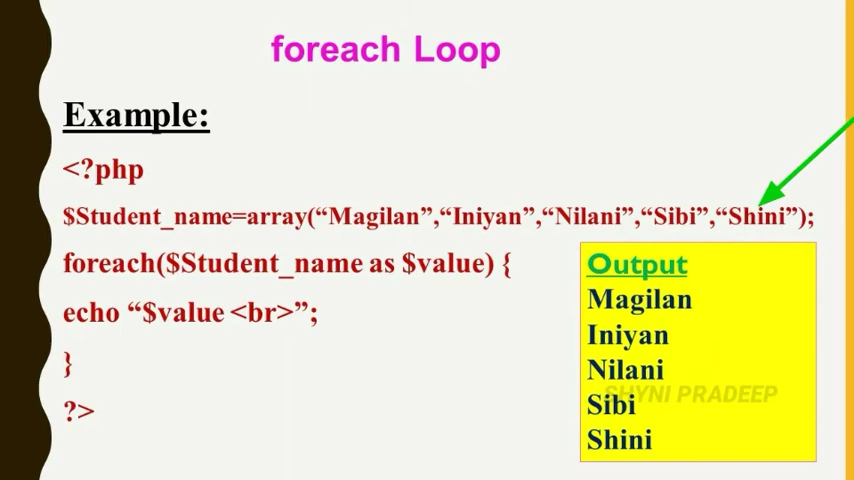 foreach Loop
Example:
<?php
$Student_name=array(“Magilan”,“Iniyan”,“Nilani”,“Sibi”,“Shini”);
foreach($Student_name as $value) {
echo “$value <br>”;
}
?>
Output
Magilan
Iniyan
Nilani
SHYNI PRADEEP
Sibi
Shini